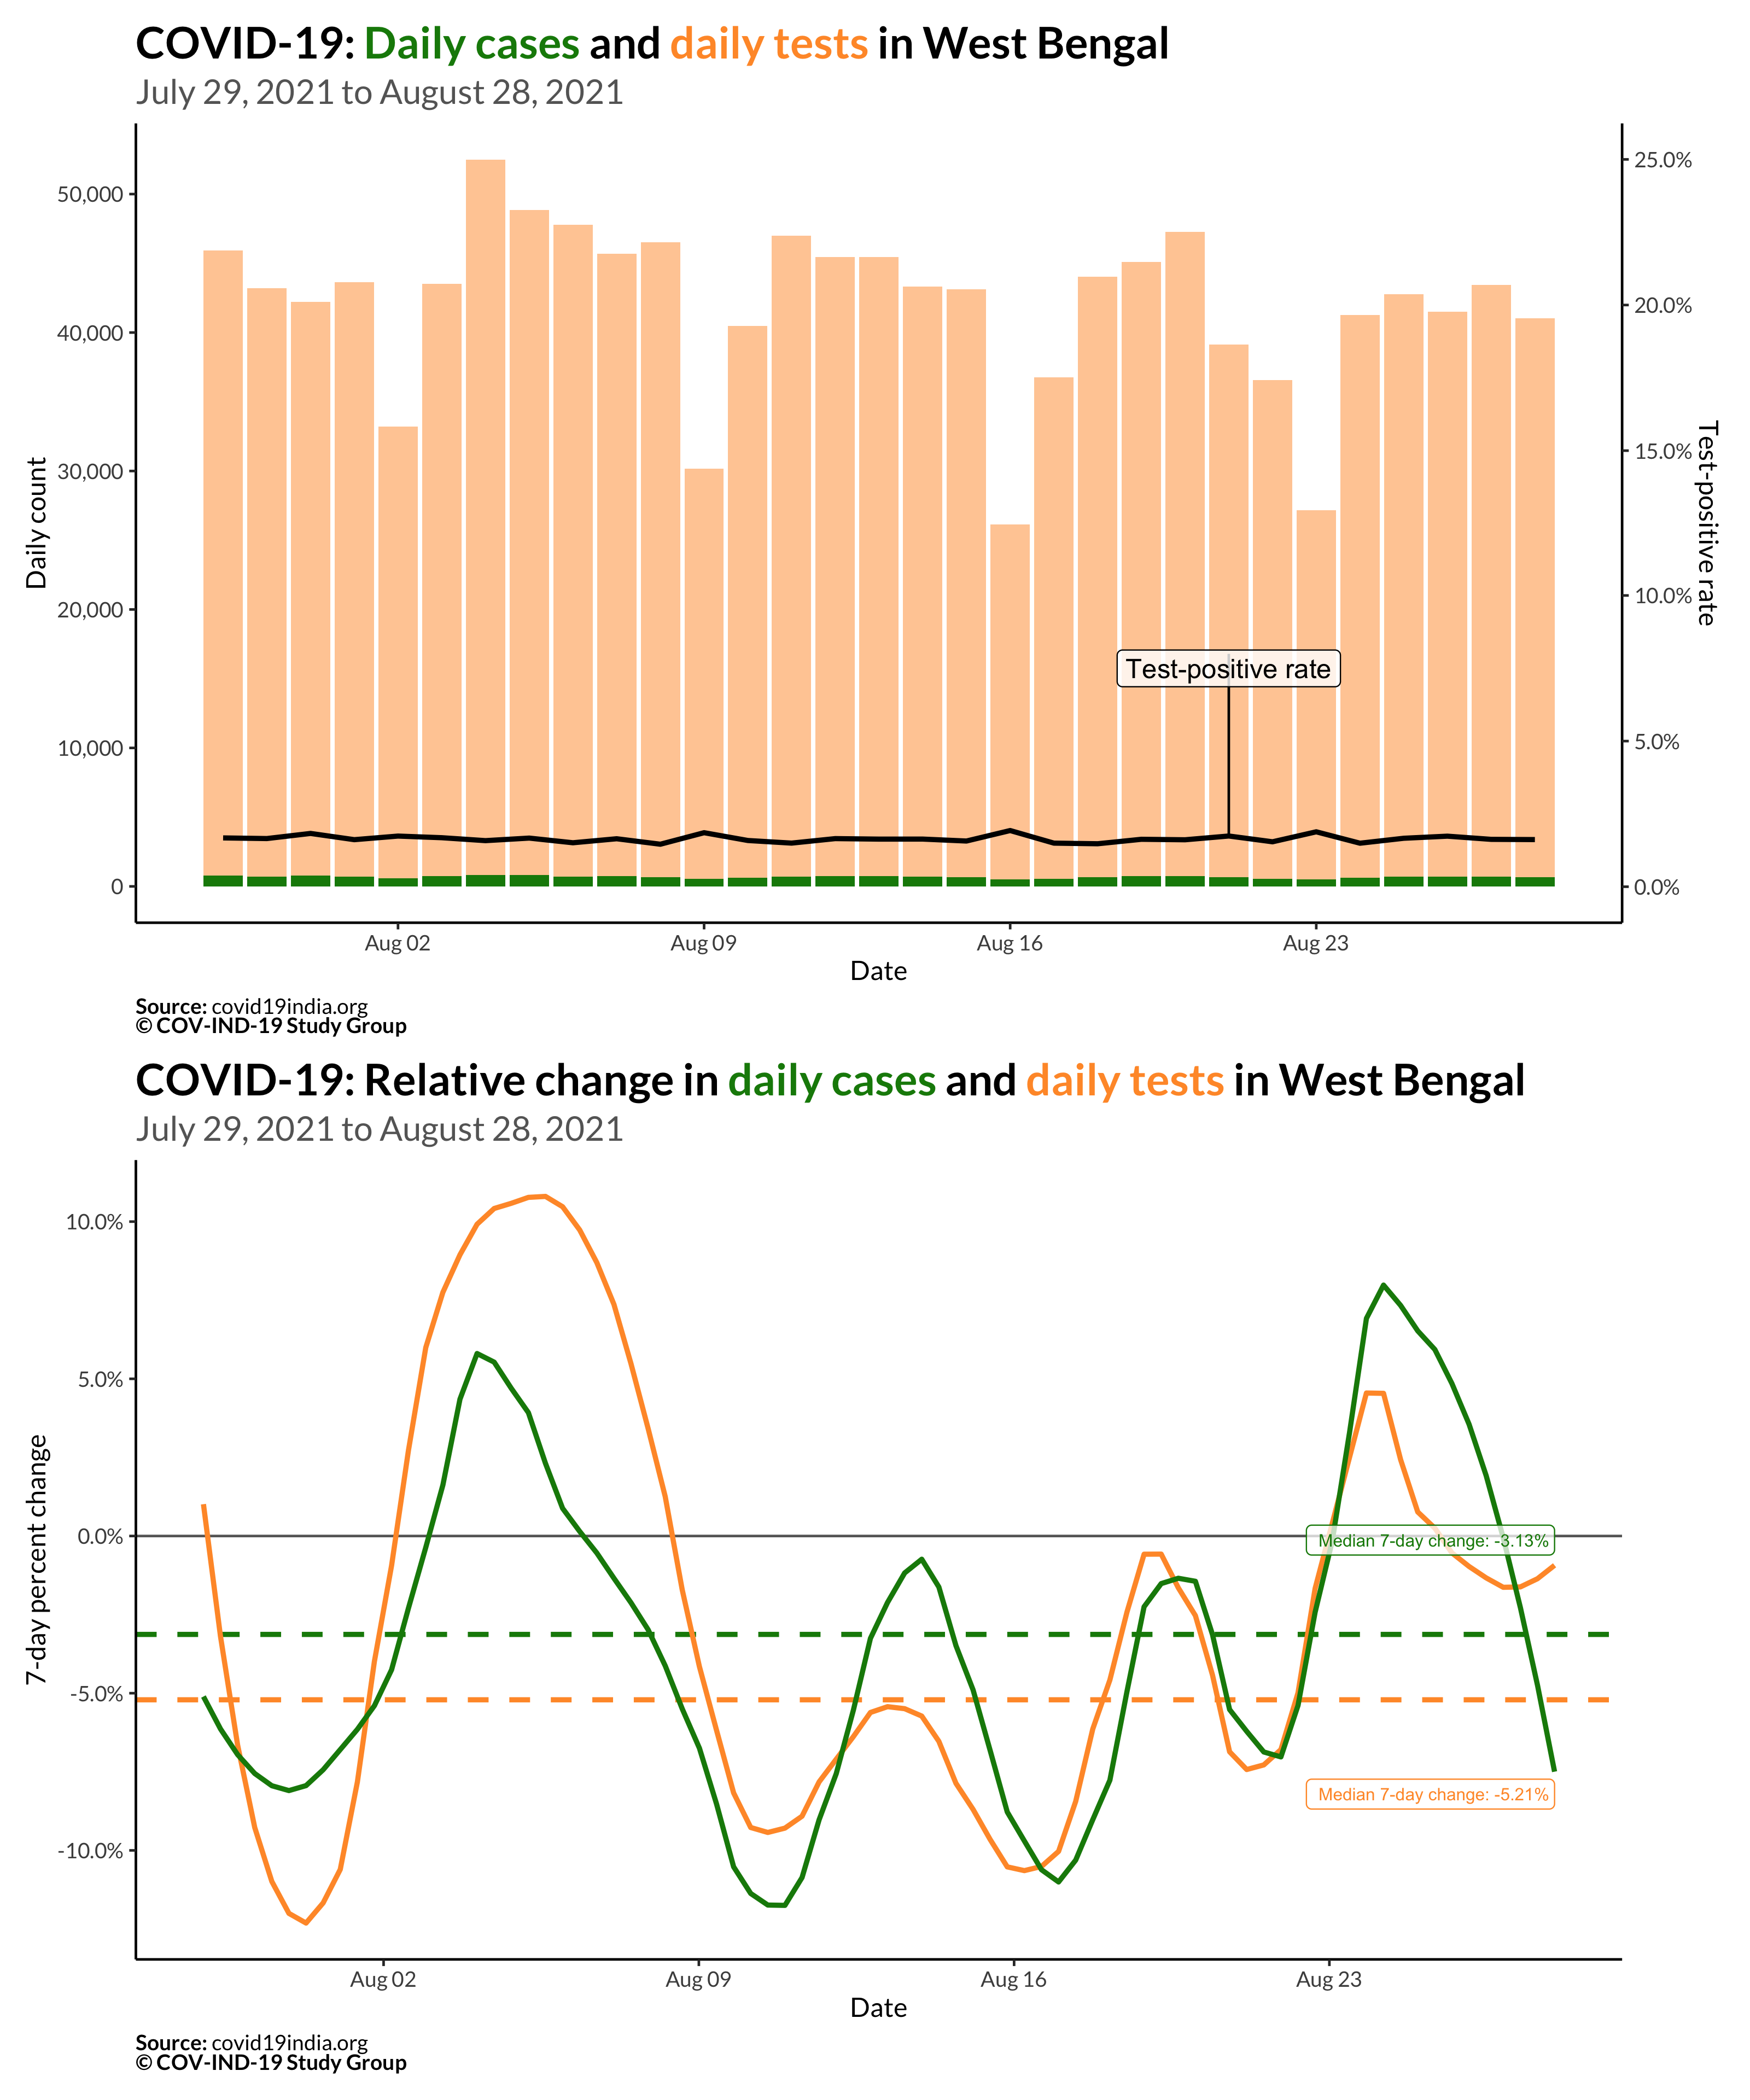 COVID-19: Daily cases and daily tests in West Bengal
July 29, 2021 to August 28, 2021
50,000
40,000
30,000
20,000
10,000
0
Daily count
25.0%
20.0%
15.0%
10.0%
5.0%
0.0%
Test-positive rate
Test-positive rate
Aug 02
Aug 09
Aug 16
Aug 23
Date
Source: covid19india.org
© COV-IND-19 Study Group
COVID-19: Relative change in daily cases and daily tests in West Bengal
July 29, 2021 to August 28, 2021
10.0%
5.0%
0.0%
-5.0%
-10.0%
7-day percent change
Median 7-day change: -3.13%
Median 7-day change: -5.21%
Aug 02
Aug 09
Aug 16
Aug 23
Date
Source: covid19india.org
© COV-IND-19 Study Group